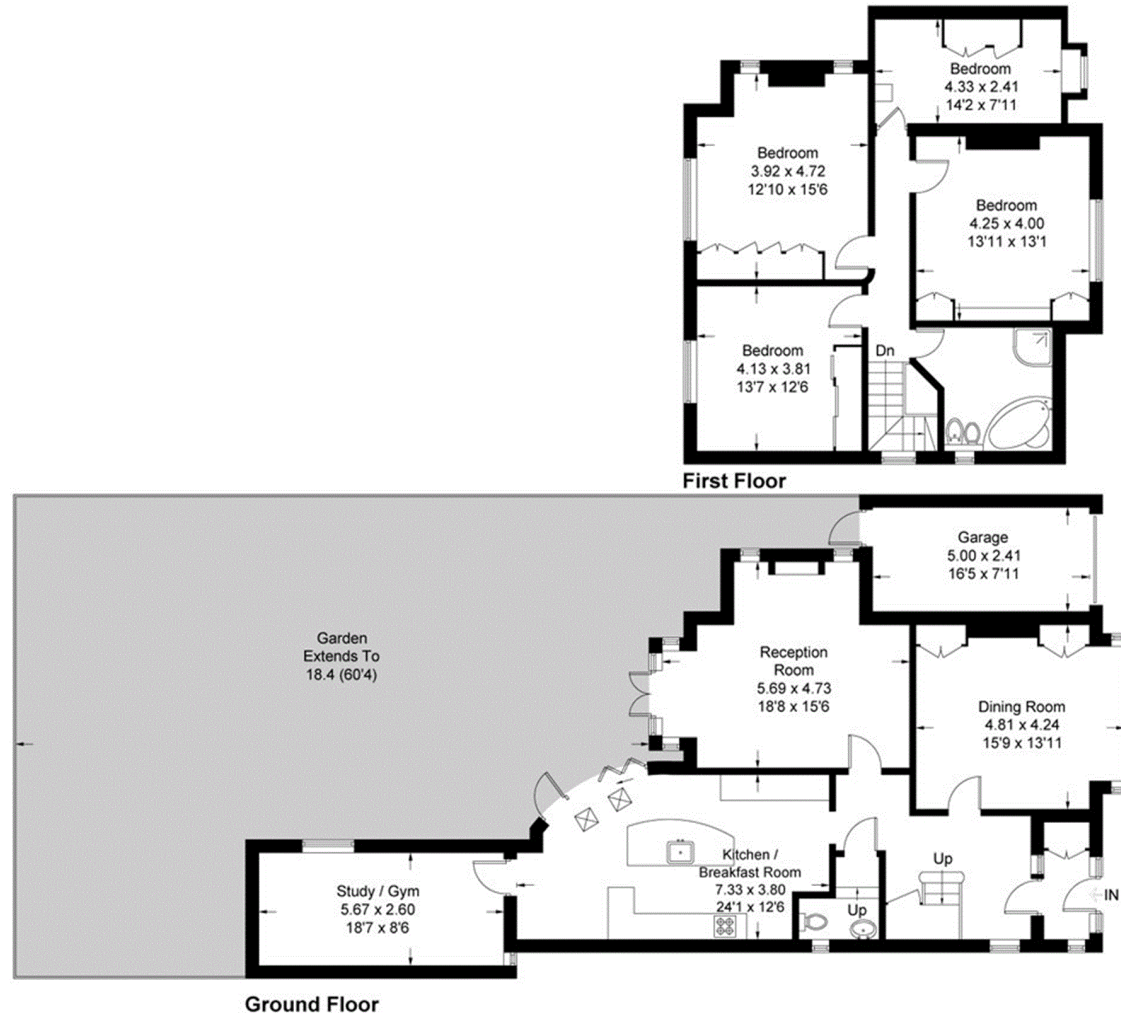 Bedroom
4.33 x 2.41
14'2 x 7'11
Bedroom
3.92 x 4.72
12'10 x 15'6
Bedroom
4.25 x 4.00
13'11 x 13'1
Bedroom
4.13 x 3.81
13'7 x 12'6
Dn
First Floor
Garage
5.00 x 2.41
16'5 x 7'11
Garden
Extends To
18.4 (60'4)
Reception
Room
5.69 x 4.73
18'8 x 15'6
Dining Room
4.81 x 4.24
15'9 x 13'11
Kitchen /
Breakfast Room
7.33 x 3.80
24'1 x 12'6
Up
Up
IN
Study / Gym
5.67 x 2.60
18'7 x 8'6
Ground Floor